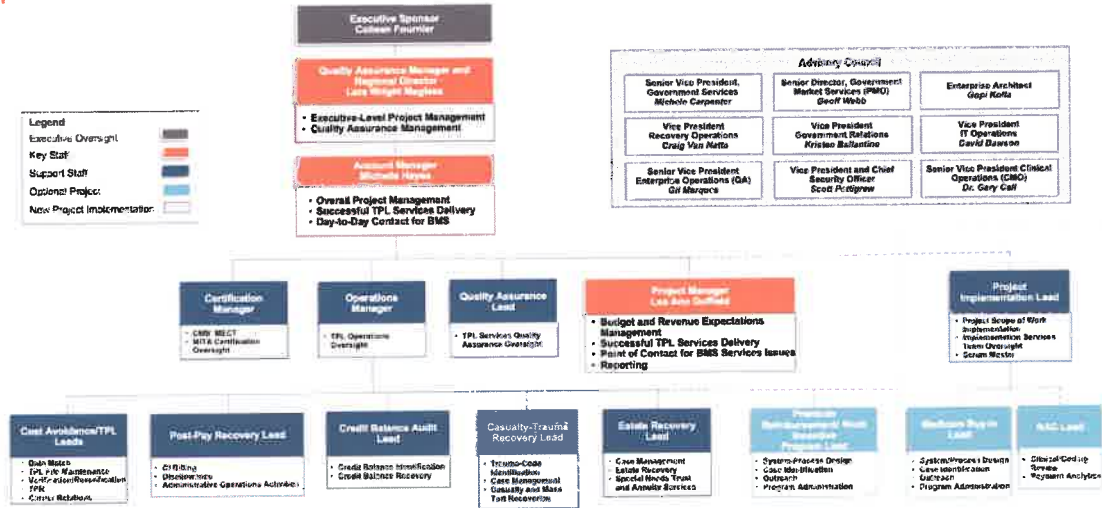 Executive Sponsor
Colleen Fournier
Quality Assurance Manager and
Regional Director
• Executive-Level Project Management
• Quality Assurance Management
Account Manager
Michelle Hayes
• Overall Project Management
• Successful TPL Services Delivery
• Day-to-Day Contact for BMS
Legend
Executive Oversight
Key Staff
Support Staff
Optional Project
New Project Implementation
Advisory Council
Senior Vice President,
Government Services
Michele Carpenter
Senior Director, Government
Market Services (PMO)
Geoff Webb
Enterprise Architect
Gopi Kolla
Vice President
Recovery Operations
Craig Van Natta
Vice President
Government Relations
Kristen Ballantine
Vice President
IT Operations
David Dawson
Senior Vice President
Enterprise Operations (QA)
Gil Marques
Vice President and Chief
Security Officer
Scott Pettigrew
Senior Vice President Clinical
Operations (CMO)
Dr. Gary Call
Certification
Manager
• CMS MECT
• MITA Certification
Oversight
Operations
Manager
• TPL Operations
Oversight
Quality Assurance
Lead
• TPL Services Quality
Assurance Oversight
Project Manager
Lee Ann
• Budget and Revenue Expectations
Management
• Successful TPL Services Delivery
• Point of Contact for BMS Services Issues
• Reporting
Project
Implementation Lead
• Project Scope of Work
Implementation
• Implementation Services
Team Oversight
• Scrum Master
Cost Avoidance/TPL
Leads
• Data Match
• TPL File Maintenance
• Verification/Reverification
TPR
• Carrier Relations
Post-Pay Recovery Lead
• Disallowance
• Administrative Operations Activities
Credit Balance Audit
Lead
• Credit Balance Identification
• Credit Balance Recovery
Casualty-Trauma
Recovery Lead
• Trauma-Code
Identification
• Case Management
• Casualty and Mass
Tort Recoveries
Estate Recovery
Lead
• Case Management
• Estate Recovery
• Special Needs Trust
and Annuity Services
Premium
Reimbursement/ Work
Incentive
Program Lead
• System/Process Design
• Case Identification
• Outreach
• Program Administration
Medicare Buy-In
Lead
• System/Process Design
• Case Identification
Outreach
• Program Administration
RAC Lead
• Clinical/Coding
Review
• Payment Analytics